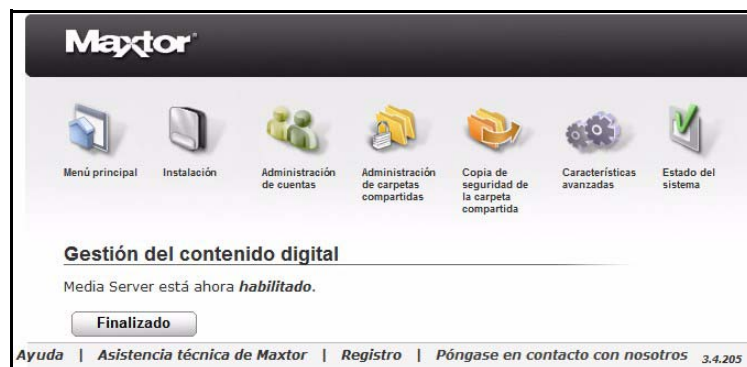 Maxtor
Menú principal
Instalación
Administración
de cuentas
Administración
de carpetas
compartidas
Copia de
seguridad de
la carpeta
compartida
Características
avanzadas
Estado del
sistema
Gestión del contenido digital
Media Server está ahora habilitado.
Finalizado
Ayuda | Asistencia técnica de Maxtor | Registro | Póngase en contacto con nosotros 3.4.205